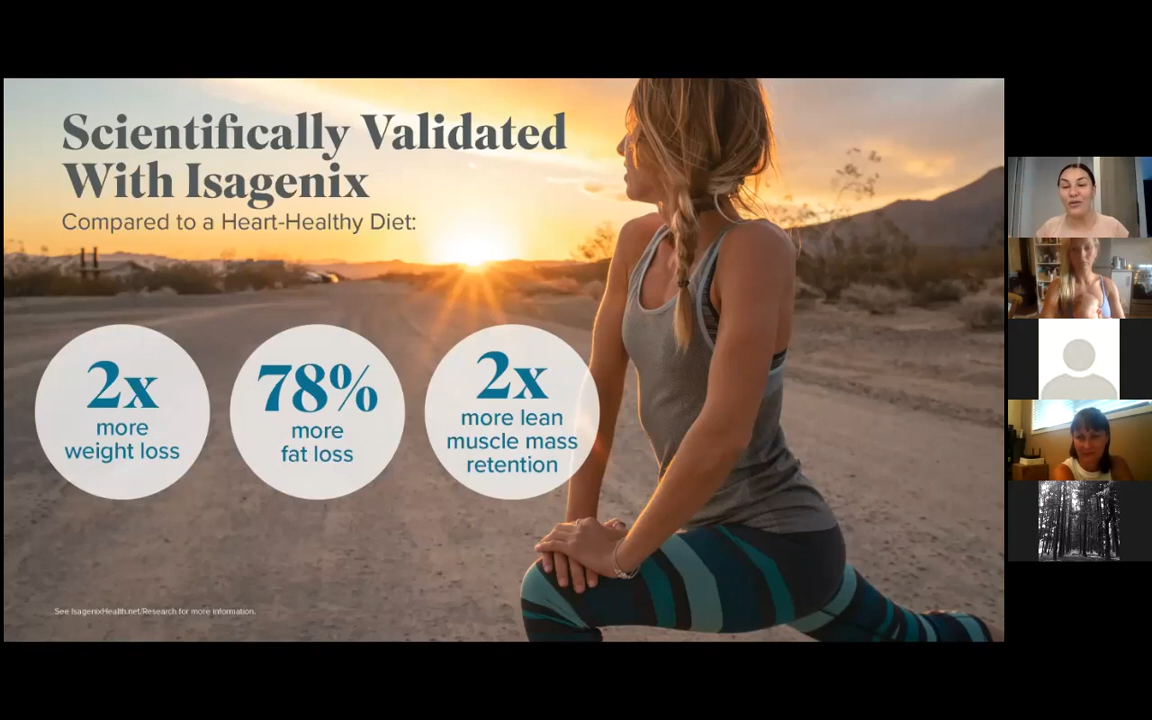 Scientifically Validated
With Isagenix
Compared to a Heart-Healthy Diet:
2x
more
weight loss
78%
more
fat loss
2x
more lean
muscle mass
retention
See IsagenixHealth.net/Research for more information.